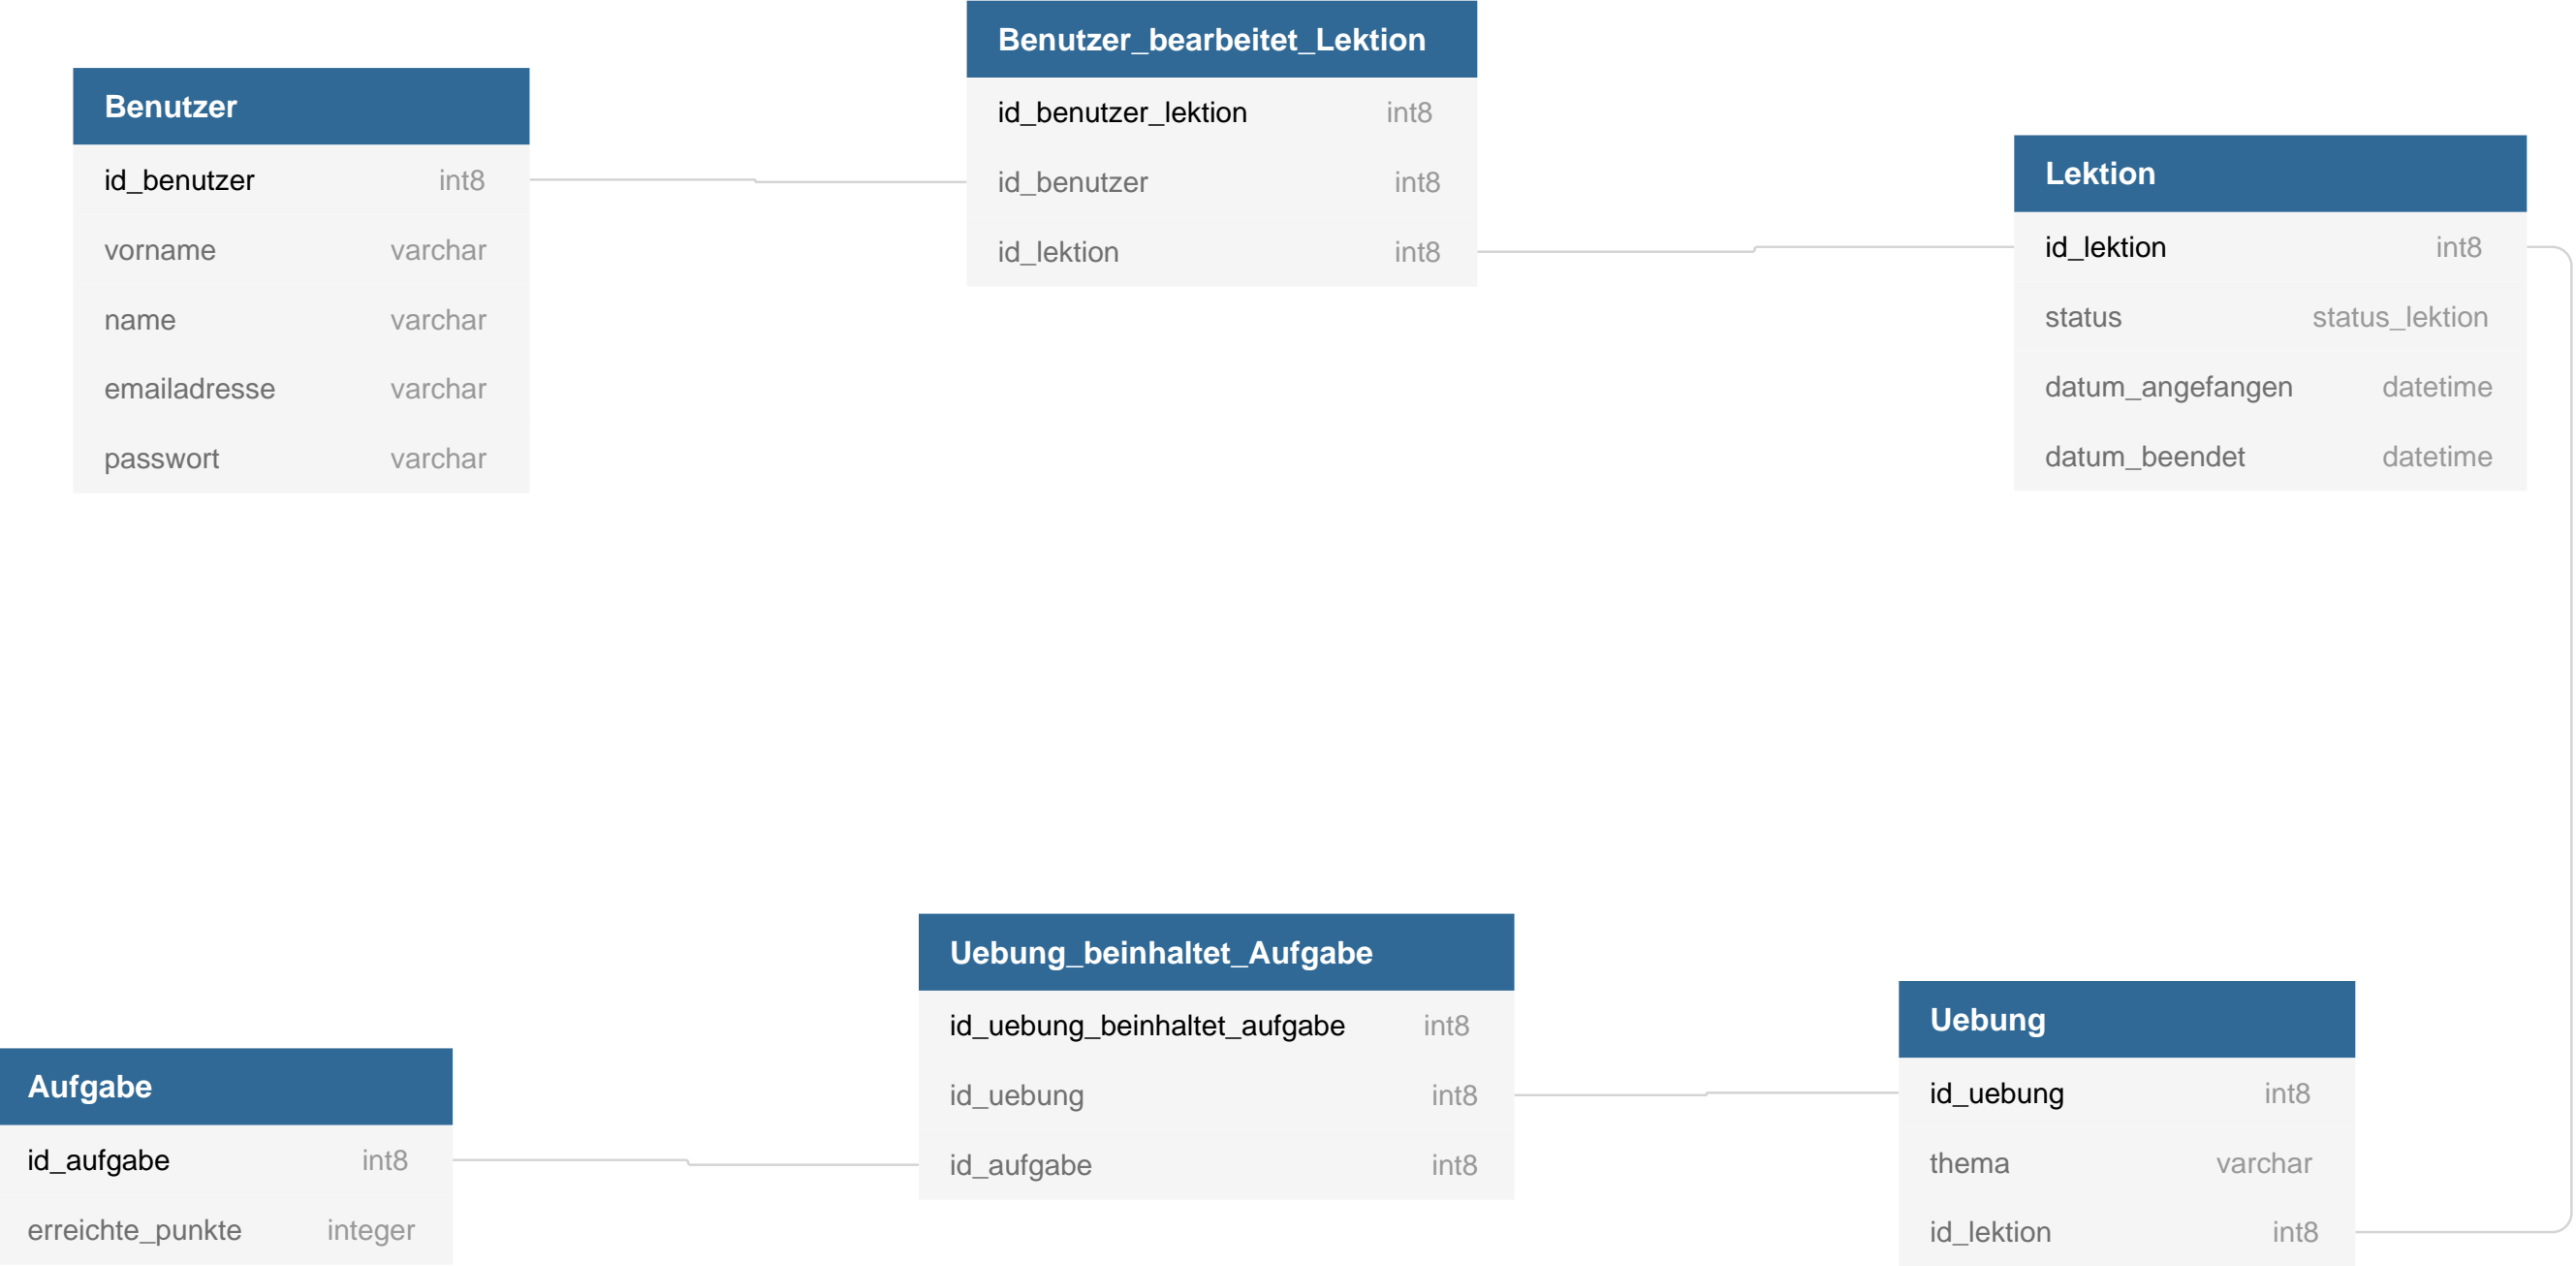 Benutzer
id_benutzer int8
vorname varchar
name varchar
emailadresse varchar
passwort varchar
Benutzer_bearbeitet_Lektion
id_benutzer_lektion int8
id_benutzer int8
id_lektion int8
Lektion
id_lektion int8
status status_lektion
datum_angefangen datetime
datum_beendet datetime
Aufgabe
id_aufgabe int8
erreichte_punkte integer
Uebung_beinhaltet_Aufgabe
id_uebung_beinhaltet_aufgabe int8
id_uebung int8
id_aufgabe int8
Uebung
id_uebung int8
thema varchar
id_lektion int8